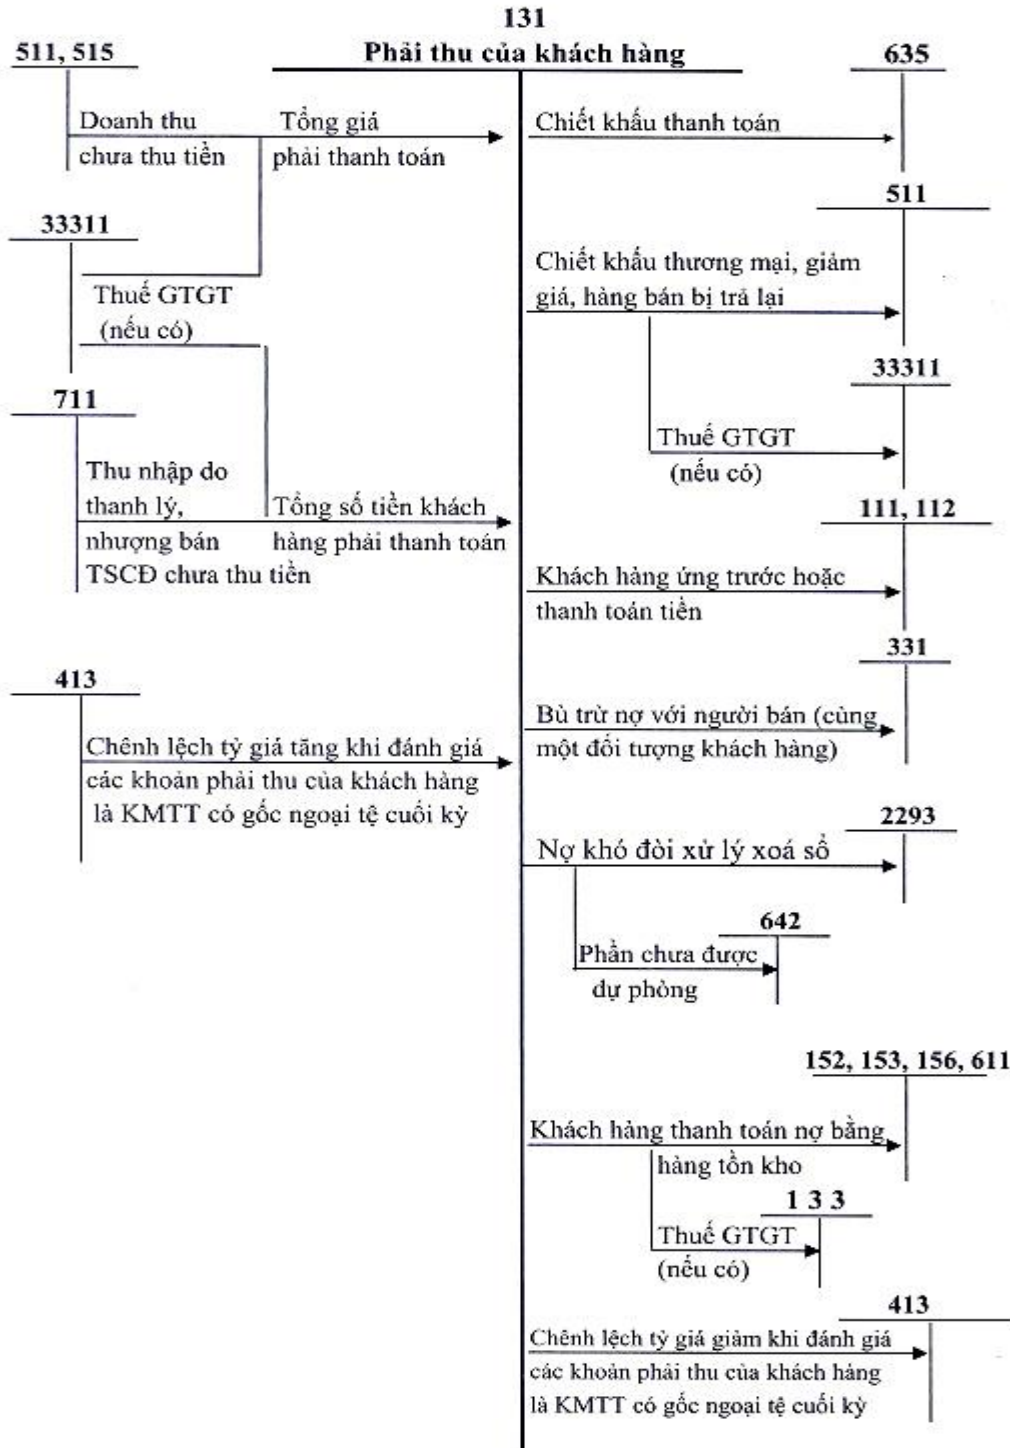 131
511, 515
Phải thu của khách hàng
635
Doanh thu
chưa thu tiền
Tổng giá
phải thanh toán
Chiết khấu thanh toán
511
33311
Chiết khấu thương mại, giảm
giá, hàng bán bị trả lại
Thuế GTGT
(nếu có)
33311
711
Thuế GTGT
(nếu có)
Thu nhập do
thanh lý,
nhượng bán
TSCĐ chưa thu tiền
Tổng số tiền khách
hàng phải thanh toán
111, 112
Khách hàng ứng trước hoặc
thanh toán tiền
331
413
Bù trừ nợ với người bán (cùng
một đối tượng khách hàng)
Chênh lệch tỷ giá tăng khi đánh giá
các khoản phải thu của khách hàng
là KMTT có gốc ngoại tệ cuối kỳ
2293
Nợ khó đòi xử lý xoá sổ
642
Phần chưa được
dự phòng
152, 153, 156, 611
Khách hàng thanh toán nợ bằng
hàng tồn kho
1 3 3
Thuế GTGT
(nếu có)
413
Chênh lệch tỷ giá giảm khi đánh giá
các khoản phải thu của khách hàng
là KMTT có gốc ngoại tệ cuối kỳ